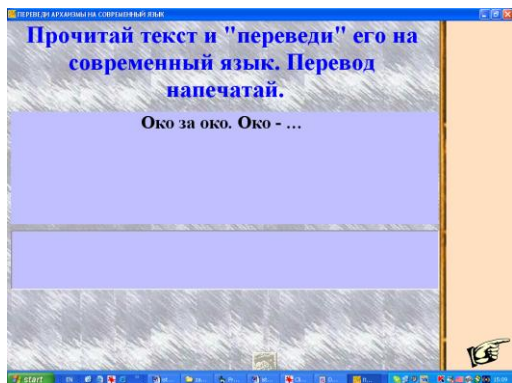 ПЕРЕВЕДИ АРХАИЗМЫ НА СОВРЕМЕННЫЙ ЯЗЫК
Прочитай текст и "переведи" его на
современный язык. Перевод
напечатай.
Око за око. Око - ...
start